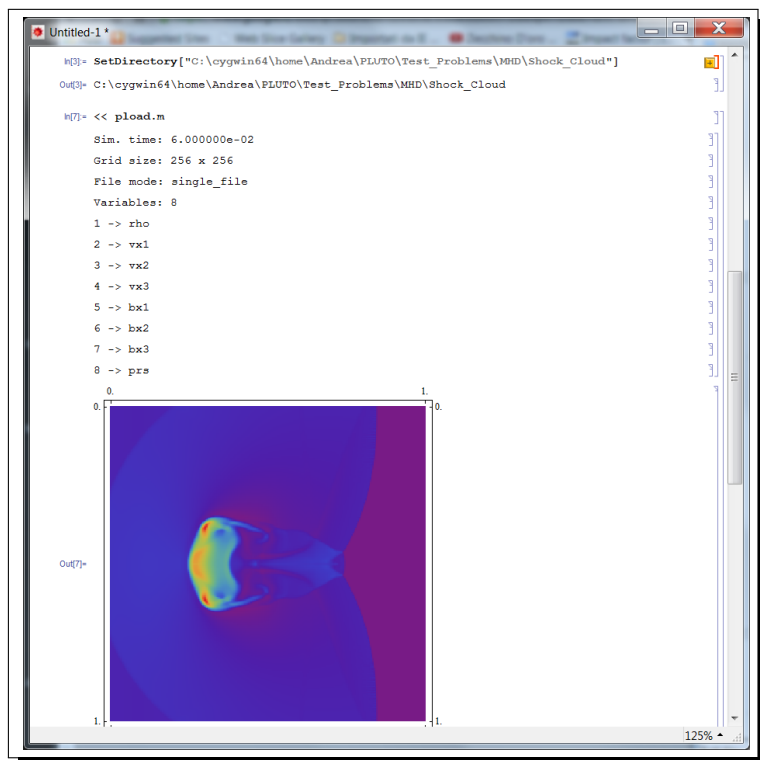 Untitled-1 *
In[3]:= SetDirectory["C:\cygwin64\home\Andrea\PLUTO\Test_Problems\MHD\Shock_Cloud"]
Out[3]= C:\cygwin64\home\Andrea\PLUTO\Test_Problems\MHD\Shock_Cloud
In[7]:= << pload.m
Sim. time: 6.000000e-02
Grid size: 256 x 256
File mode: single_file
Variables: 8
1 -> rho
2 -> vx1
3 -> vx2
4 -> vx3
5 -> bx1
6 -> bx2
7 -> bx3
8 -> prs
0. 1.
0. 0.
Out[7]=
1. 1.
125%